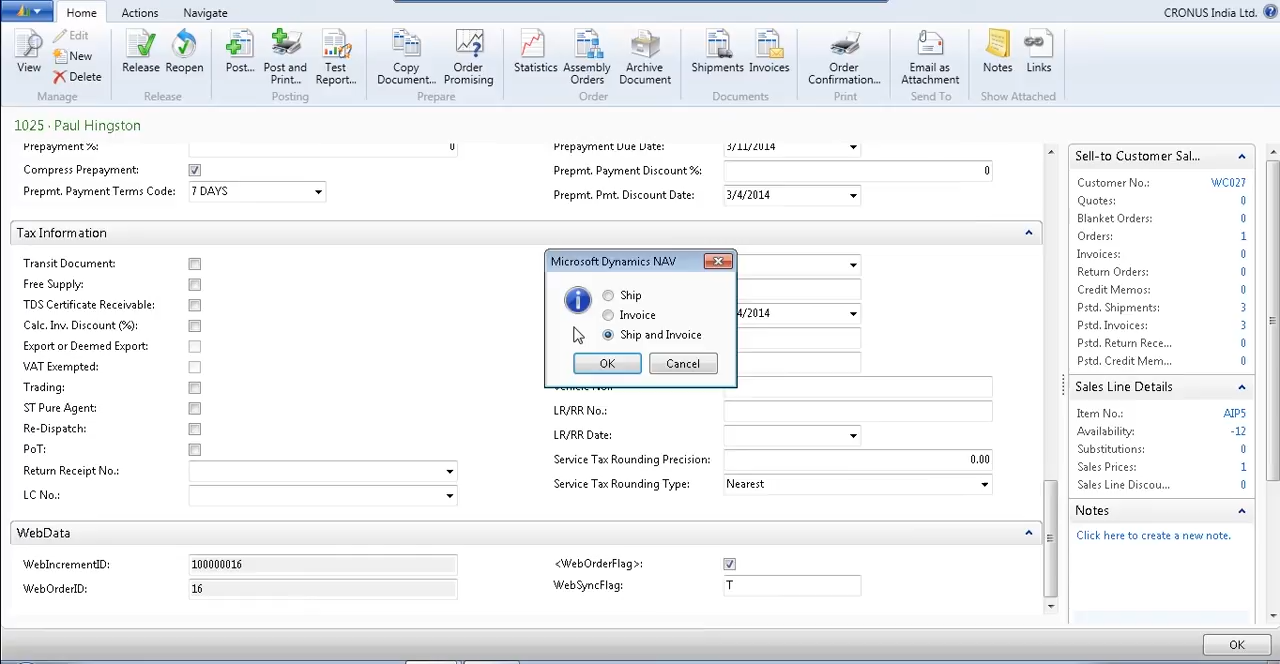 Home Actions Navigate CRONUS India Ltd.
View Edit New Delete Release Reopen Post... Post and Print... Test Report... Copy Document... Order Promising Statistics Assembly Orders Archive Document Shipments Invoices Order Confirmation... Email as Attachment Notes Links
Manage Release Posting Prepare Order Documents Print Send To Show Attached
1025 · Paul Hingston
Prepayment %: 0
Compress Prepayment:
Prepmt. Payment Terms Code: 7 DAYS
Prepayment Due Date: 3/11/2014
Prepmt. Payment Discount %: 0
Prepmt. Pmt. Discount Date: 3/4/2014
Tax Information
Transit Document:
Free Supply:
TDS Certificate Receivable:
Calc. Inv. Discount (%):
Export or Deemed Export:
VAT Exempted:
Trading:
ST Pure Agent:
Re-Dispatch:
PoT:
Return Receipt No.:
LC No.:
4/2014
LR/RR No.:
LR/RR Date:
Service Tax Rounding Precision: 0.00
Service Tax Rounding Type: Nearest
Microsoft Dynamics NAV
Ship
Invoice
Ship and Invoice
OK Cancel
WebData
WebIncrementID: 100000016
WebOrderID: 16
<WebOrderFlag>:
WebSyncFlag: T
Sell-to Customer Sal...
Customer No.: WC027
Quotes: 0
Blanket Orders: 0
Orders: 1
Invoices: 0
Return Orders: 0
Credit Memos: 0
Pstd. Shipments: 3
Pstd. Invoices: 3
Pstd. Return Rece... 0
Pstd. Credit Mem... 0
Sales Line Details
Item No.: AIP5
Availability: -12
Substitutions: 0
Sales Prices: 1
Sales Line Discou... 0
Notes
Click here to create a new note.
OK